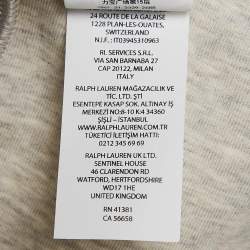 24 ROUTE DE LA GALAISE
1228 PLAN-LES-OUATES,
SWITZERLAND
N.I.F.: IT03945310963
RL SERVICES S.R.L.
VIA SAN BARNABA 27
CAP 20122, MILAN
ITALY
RALPH LAUREN MAĞAZACILIK VE
TİC. LTD. ŞTİ
ESENTEPE KASAP SOK. ALTINAY İŞ
MERKEZİ NO:8-10 K:4 34360
ŞİŞLİ - İSTANBUL
WWW.RALPHLAUREN.COM.TR
TÜKETİCİ İLETİŞİM HATTI:
0212 345 69 69
RALPH LAUREN UK LTD.
SENTINEL HOUSE
46 CLARENDON RD
WATFORD, HERTFORDSHIRE
WD17 1HE
UNITED KINGDOM
RN 41381
CA 56658